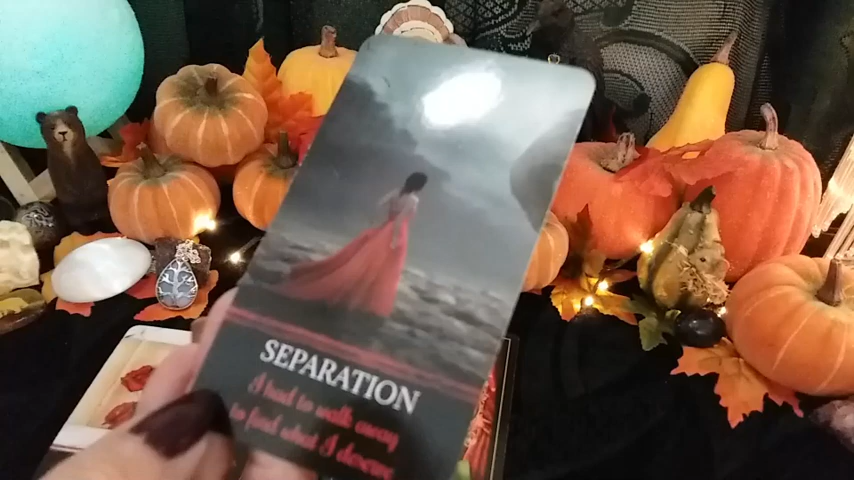 SEPARATION
I had to walk away
to find what I deserve